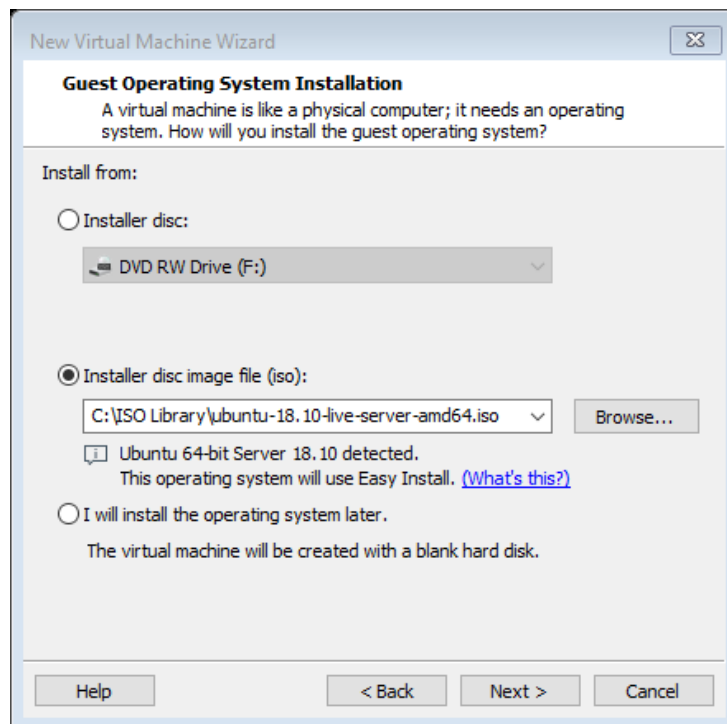 New Virtual Machine Wizard
Guest Operating System Installation
A virtual machine is like a physical computer; it needs an operating
system. How will you install the guest operating system?
Install from:
Installer disc:
DVD RW Drive (F:)
Installer disc image file (iso):
C:\ISO Library\ubuntu-18.10-live-server-amd64.iso
Browse...
Ubuntu 64-bit Server 18.10 detected.
This operating system will use Easy Install. (What's this?)
I will install the operating system later.
The virtual machine will be created with a blank hard disk.
Help
< Back
Next >
Cancel